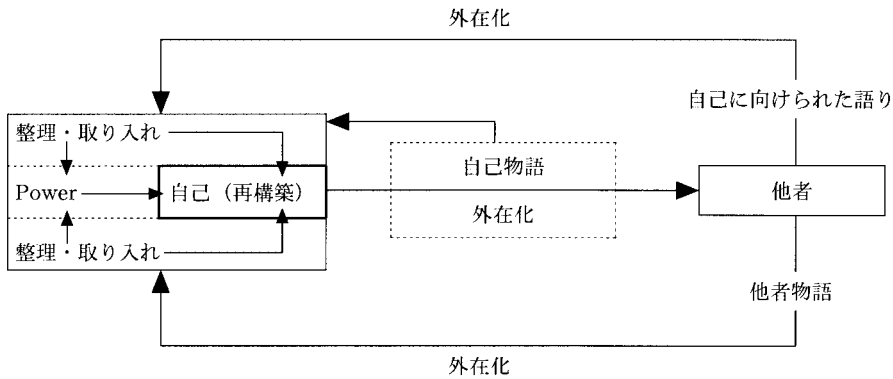 外在化
自己に向けられた語り
整理・取り入れ
自己物語
Power
自己（再構築）
他者
外在化
整理・取り入れ
他者物語
外在化